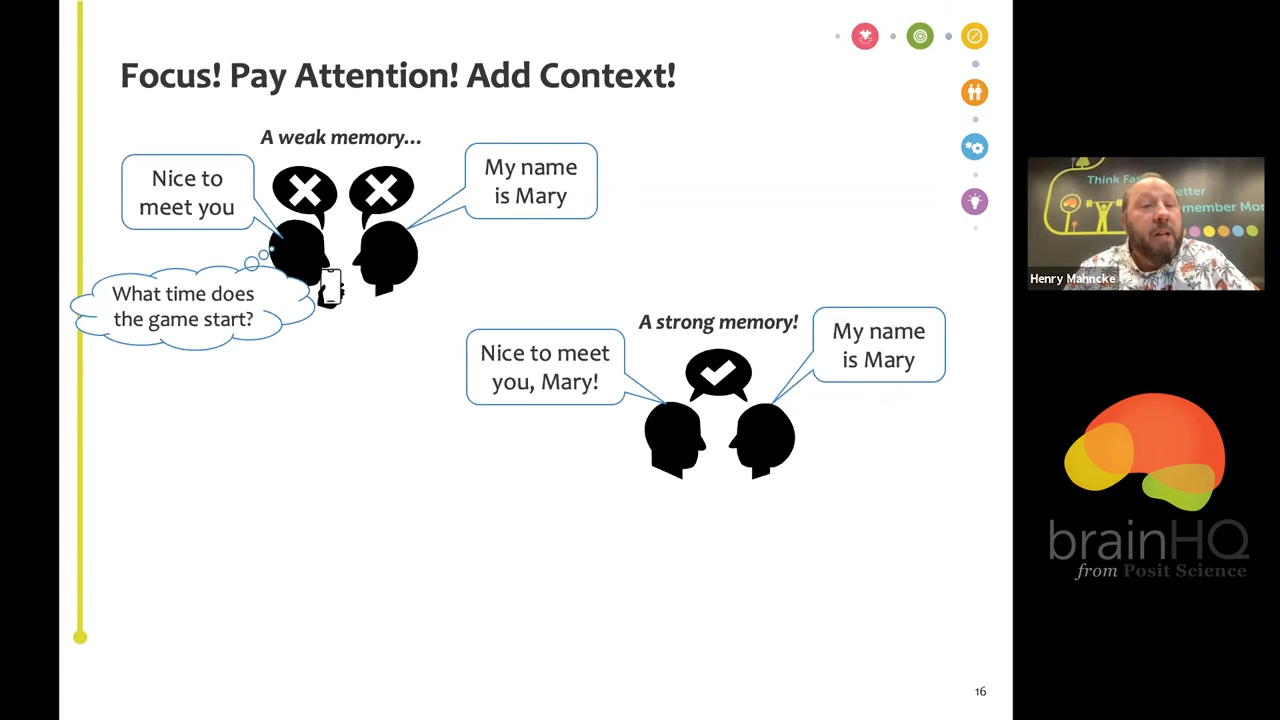 Focus! Pay Attention! Add Context!
A weak memory...
Nice to
meet you
My name
is Mary
What time does
the game start?
A strong memory!
Nice to meet
you, Mary!
My name
is Mary
16
Think Fas
etter
member Mor
Henry Mahncke
brainHQ
from Posit Science